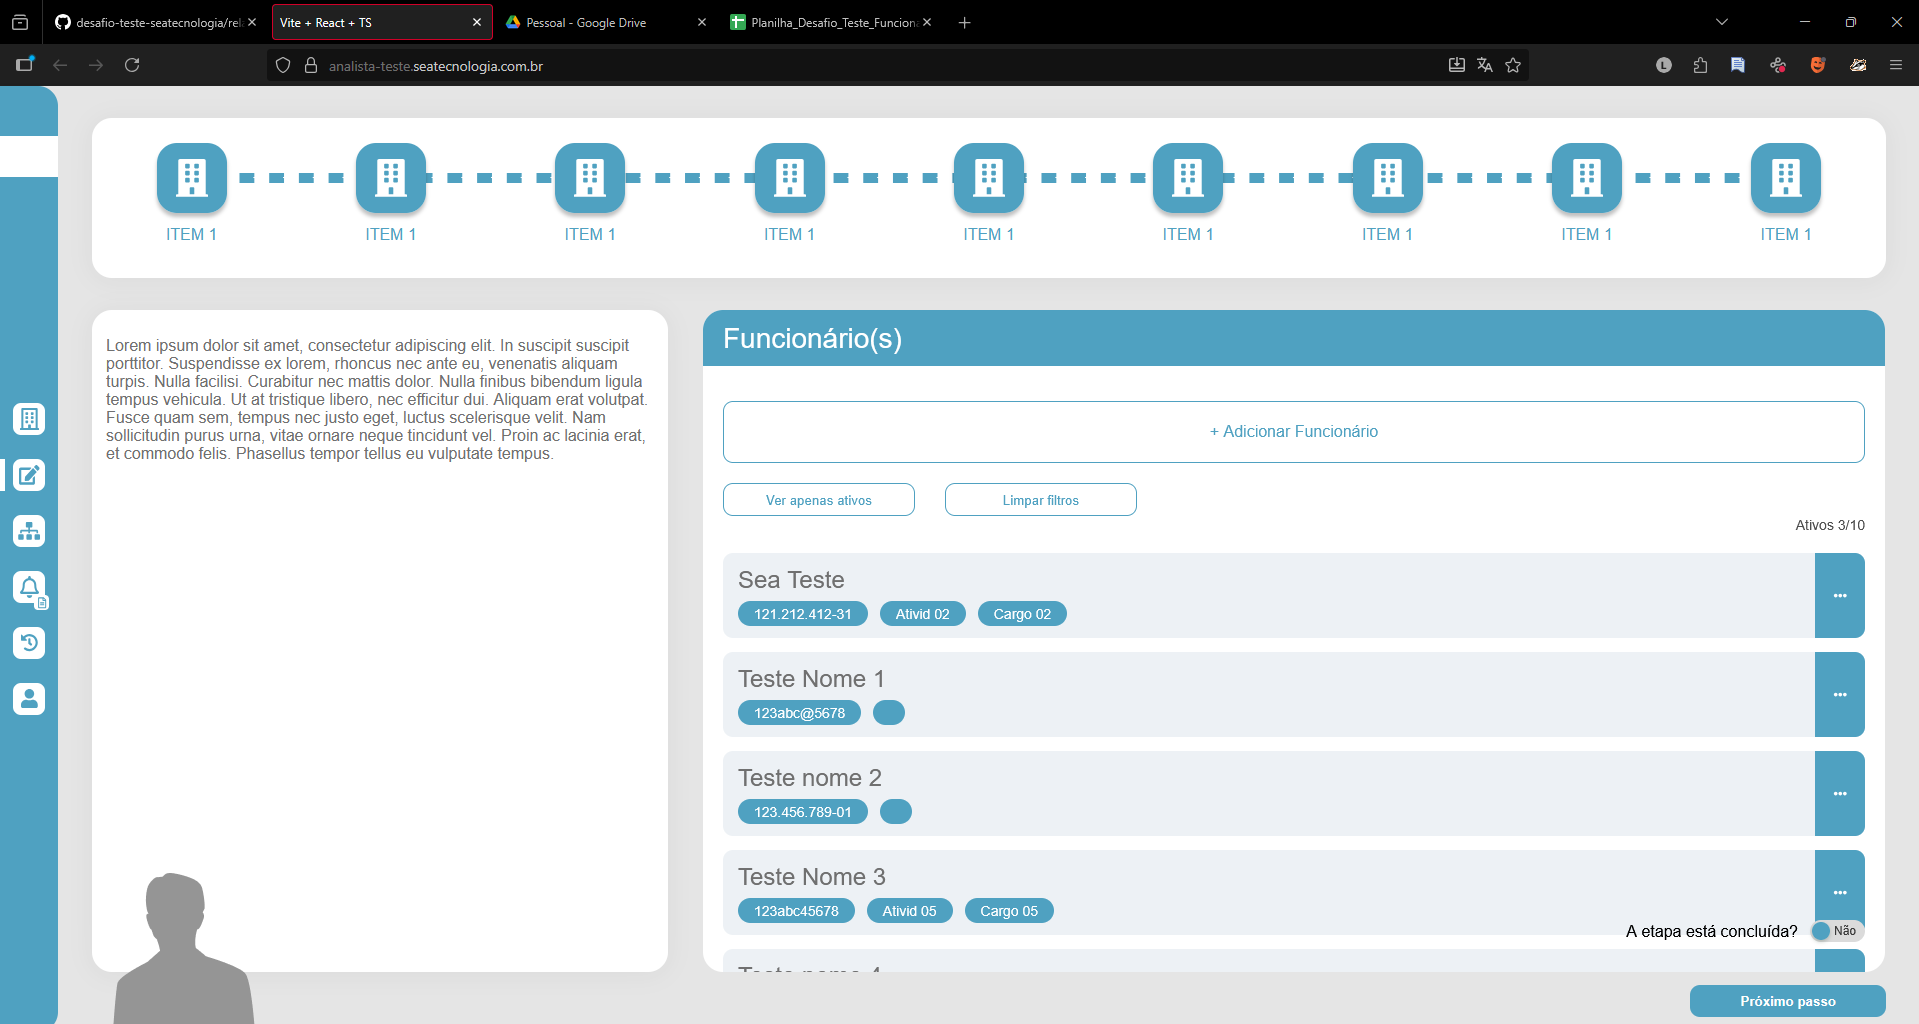 desafio-teste-seatecnologia/rel
Vite + React + TS
Pessoal - Google Drive
Planilha_Desafio_Teste_Funcion
analista-teste.seatecnologia.com.br
L
ITEM 1
ITEM 1
ITEM 1
ITEM 1
ITEM 1
ITEM 1
ITEM 1
ITEM 1
ITEM 1
Lorem ipsum dolor sit amet, consectetur adipiscing elit. In suscipit suscipit
porttitor. Suspendisse ex lorem, rhoncus nec ante eu, venenatis aliquam
turpis. Nulla facilisi. Curabitur nec mattis dolor. Nulla finibus bibendum ligula
tempus vehicula. Ut at tristique libero, nec efficitur dui. Aliquam erat volutpat.
Fusce quam sem, tempus nec justo eget, luctus scelerisque velit. Nam
sollicitudin purus urna, vitae ornare neque tincidunt vel. Proin ac lacinia erat,
et commodo felis. Phasellus tempor tellus eu vulputate tempus.
Funcionário(s)
+ Adicionar Funcionário
Ver apenas ativos
Limpar filtros
Ativos 3/10
Sea Teste
121.212.412-31
Ativid 02
Cargo 02
Teste Nome 1
123abc@5678
Teste nome 2
123.456.789-01
Teste Nome 3
123abc45678
Ativid 05
Cargo 05
A etapa está concluída?
Não
Teste nome 4
Próximo passo